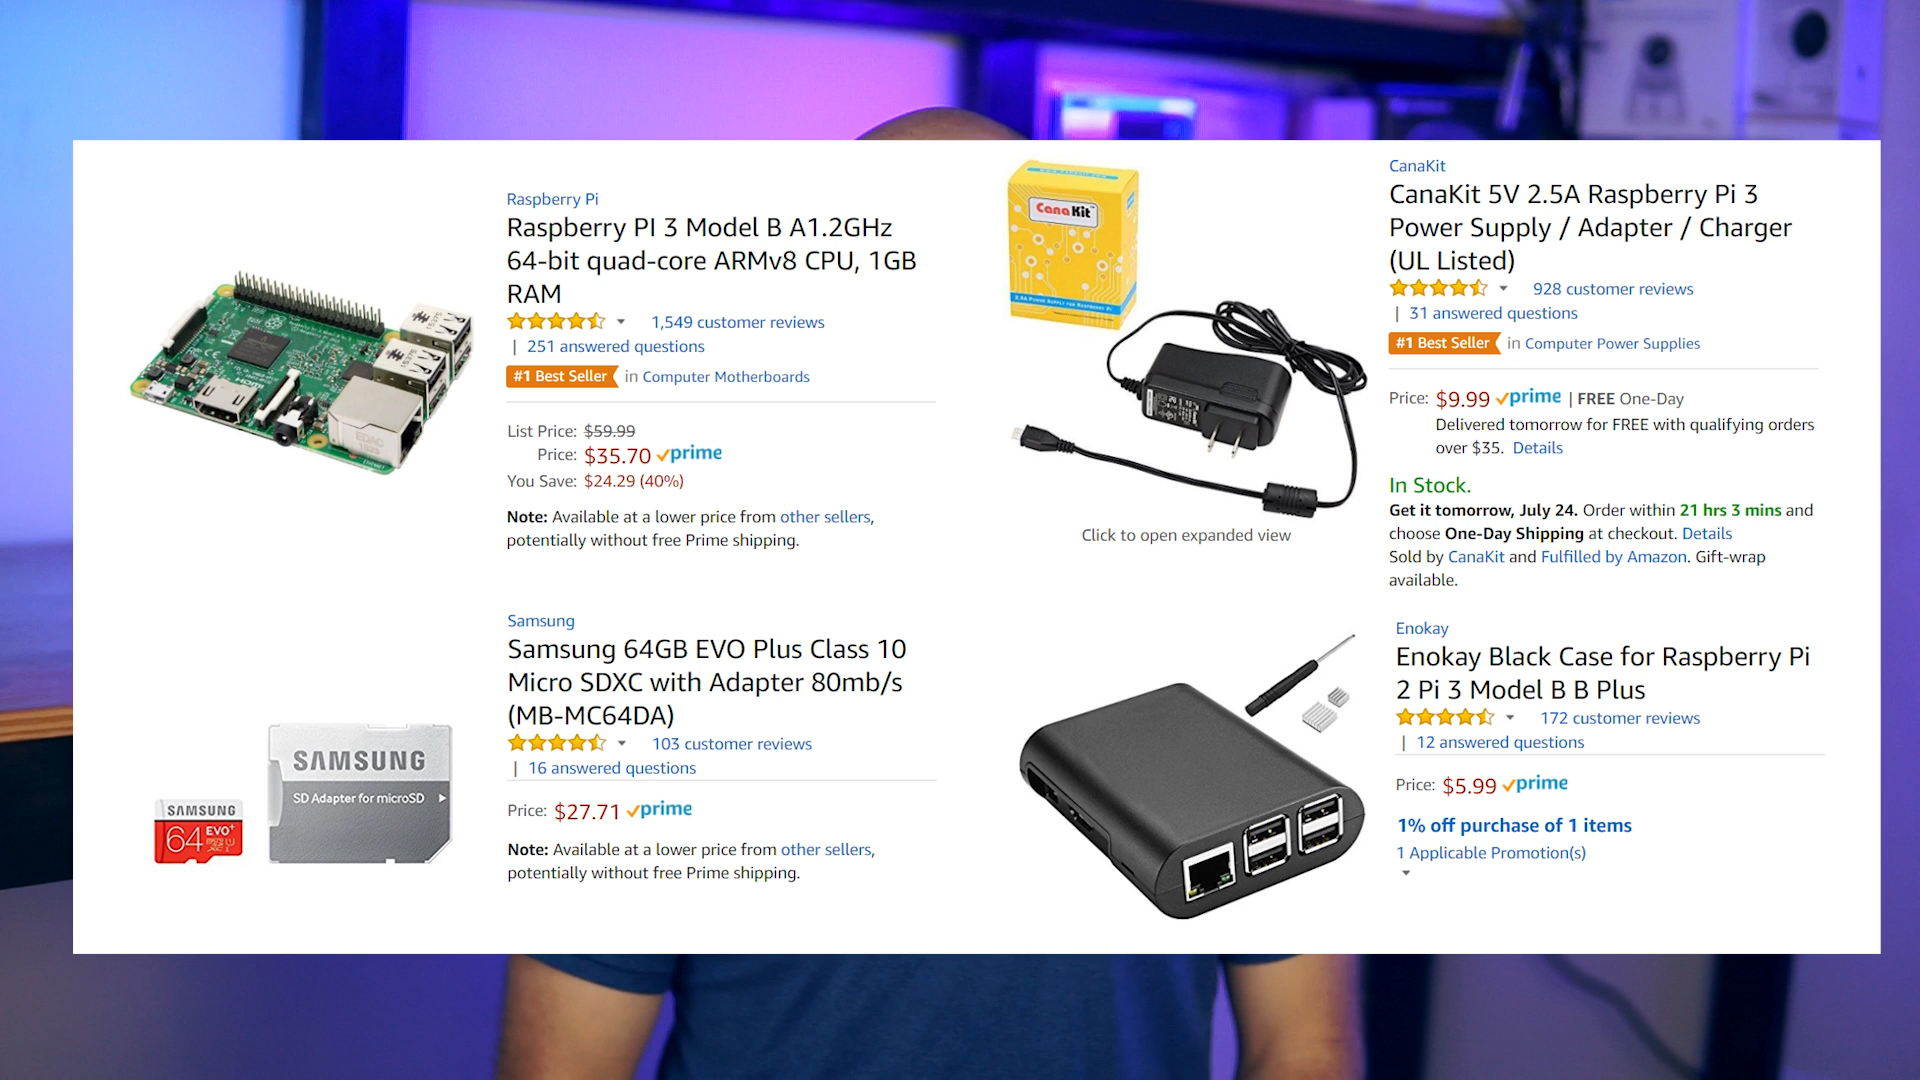 Raspberry Pi
Raspberry PI 3 Model B A1.2GHz
64-bit quad-core ARMv8 CPU, 1GB
RAM
1,549 customer reviews
| 251 answered questions
#1 Best Seller in Computer Motherboards
List Price: $59.99
Price: $35.70 prime
You Save: $24.29 (40%)
Note: Available at a lower price from other sellers,
potentially without free Prime shipping.
CanaKit
CanaKit
CanaKit 5V 2.5A Raspberry Pi 3
Power Supply / Adapter / Charger
(UL Listed)
928 customer reviews
| 31 answered questions
#1 Best Seller in Computer Power Supplies
Price: $9.99 prime | FREE One-Day
Delivered tomorrow for FREE with qualifying orders
over $35. Details
In Stock.
Get it tomorrow, July 24. Order within 21 hrs 3 mins and
choose One-Day Shipping at checkout. Details
Sold by CanaKit and Fulfilled by Amazon. Gift-wrap
available.
2.5A Power Supply for Raspberry Pi
Click to open expanded view
Samsung
Samsung 64GB EVO Plus Class 10
Micro SDXC with Adapter 80mb/s
(MB-MC64DA)
103 customer reviews
| 16 answered questions
Price: $27.71 prime
Note: Available at a lower price from other sellers,
potentially without free Prime shipping.
SAMSUNG
SD Adapter for microSD
SAMSUNG
64 EVO+
Enokay
Enokay Black Case for Raspberry Pi
2 Pi 3 Model B B Plus
172 customer reviews
| 12 answered questions
Price: $5.99 prime
1% off purchase of 1 items
1 Applicable Promotion(s)